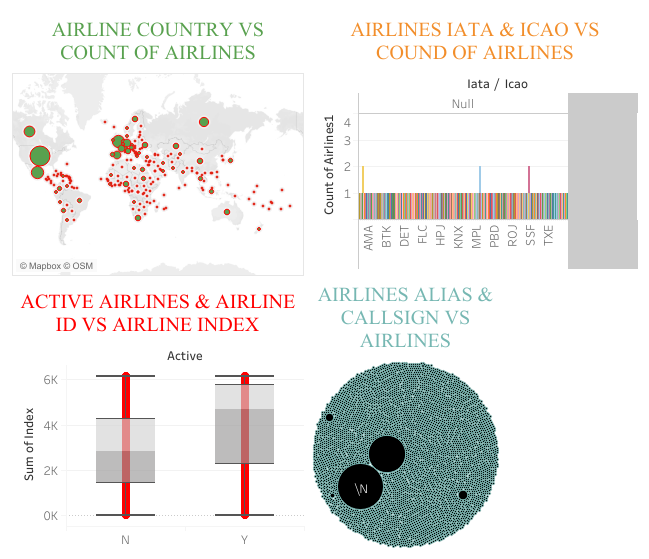 AIRLINE COUNTRY VS
COUNT OF AIRLINES
© Mapbox © OSM
AIRLINES IATA & ICAO VS
COUND OF AIRLINES
Iata / Icao
Null
Count of Airlines1
4
3
2
1
AMA
BTK
DET
FLC
HPJ
KNX
MPL
PBD
ROJ
SSF
TXE
ACTIVE AIRLINES & AIRLINE
ID VS AIRLINE INDEX
Active
Sum of Index
6K
4K
2K
0K
N
Y
AIRLINES ALIAS &
CALLSIGN VS
AIRLINES
\N